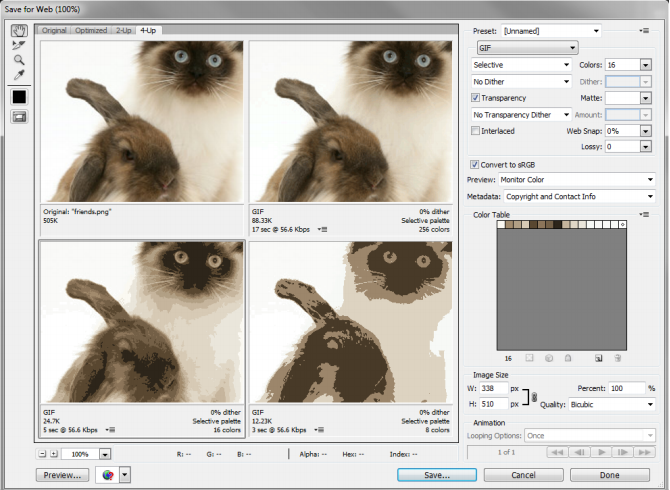 Save for Web (100%)
Original Optimized 2-Up 4-Up
Original: "friends.png"
505K
GIF 0% dither
88.33K Selective palette
17 sec @ 56.6 Kbps 256 colors
GIF 0% dither
24.7K Selective palette
5 sec @ 56.6 Kbps 16 colors
GIF 0% dither
12.23K Selective palette
3 sec @ 56.6 Kbps 8 colors
100% R: -- G: -- B: -- Alpha: -- Hex: -- Index: --
Preview... Save... Cancel Done
Preset: [Unnamed]
GIF
Selective Colors: 16
No Dither Dither:
Transparency Matte:
No Transparency Dither Amount:
Interlaced Web Snap: 0%
Lossy: 0
Convert to sRGB
Preview: Monitor Color
Metadata: Copyright and Contact Info
Color Table
16
Image Size
W: 338 px Percent: 100 %
H: 510 px Quality: Bicubic
Animation
Looping Options: Once
1 of 1